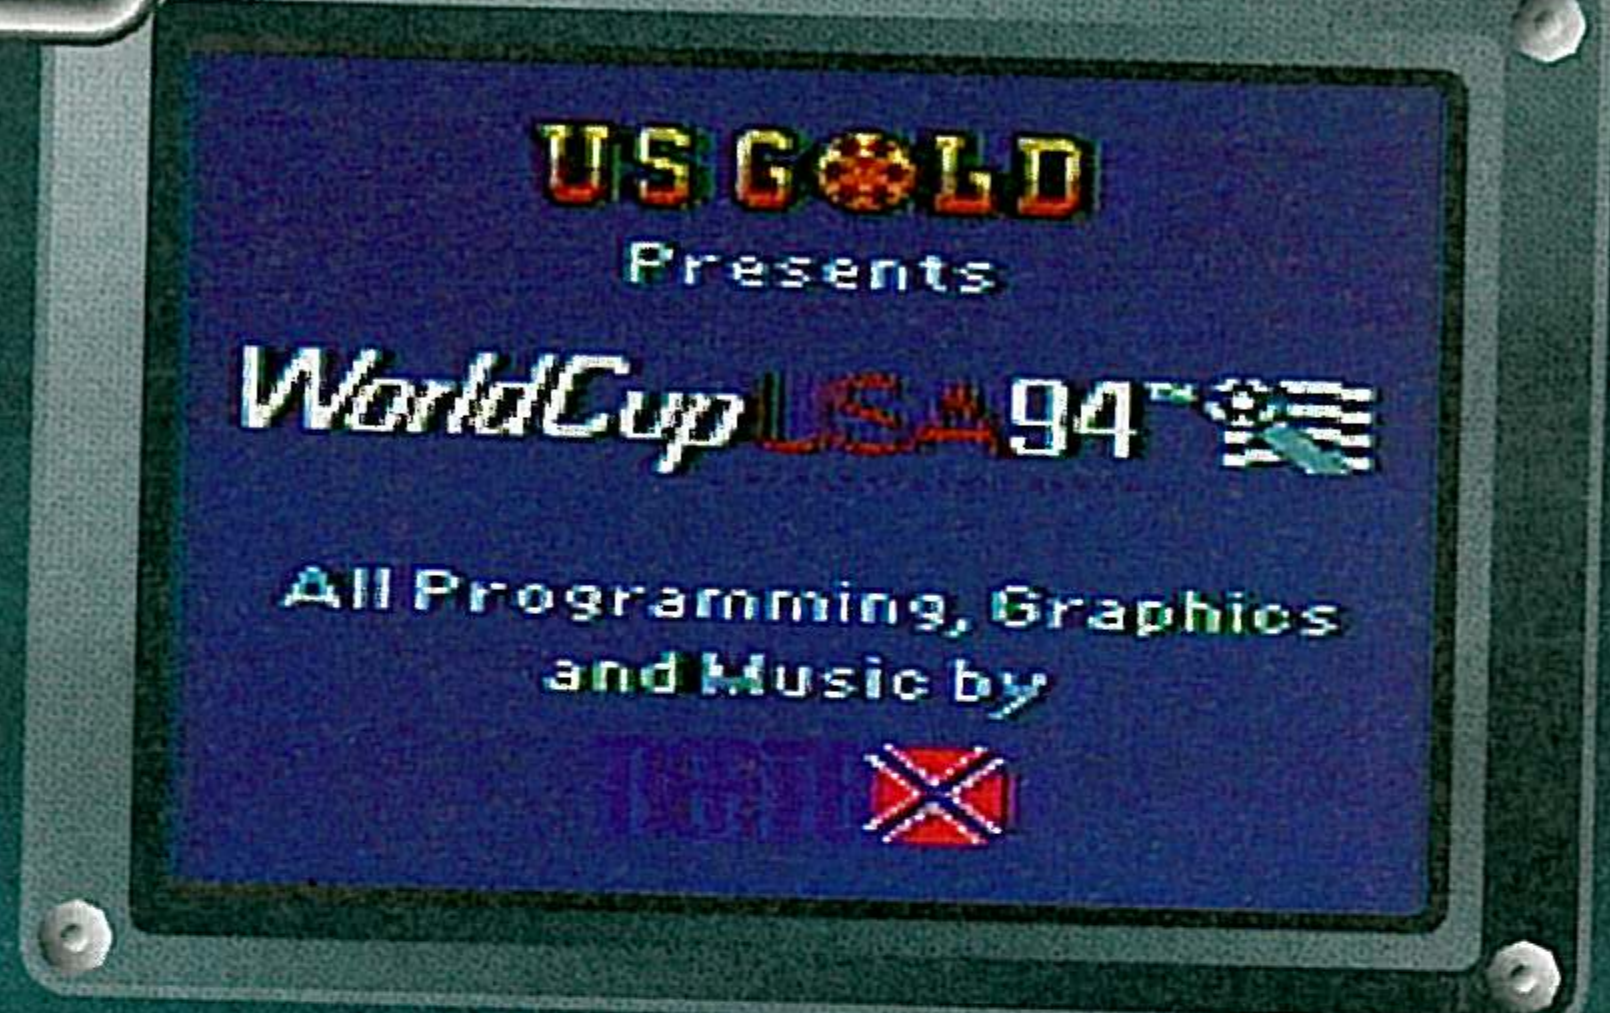 US GOLD
Presents
WorldCup USA 94™
All Programming, Graphics
and Music by